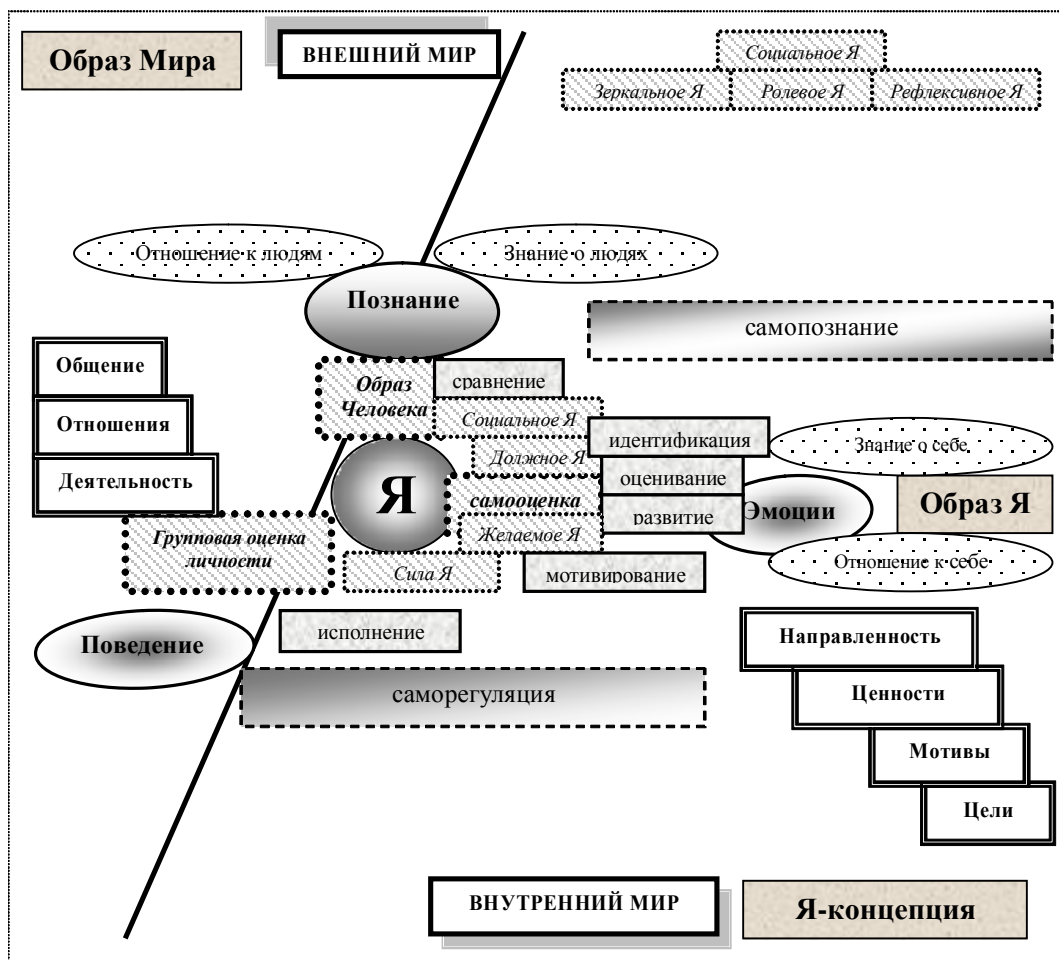 Образ Мира
ВНЕШНИЙ МИР
Социальное Я
Зеркальное Я
Ролевое Я
Рефлексивное Я
Отношение к людям
Знание о людях
Познание
самопознание
Общение
Отношения
Деятельность
Образ
Человека
сравнение
Социальное Я
идентификация
Знание о себе
Должное Я
оценивание
Я
самооценка
Эмоции
Образ Я
развитие
Желаемое Я
Групповая оценка
личности
Сила Я
мотивирование
Отношение к себе
Поведение
исполнение
Направленность
саморегуляция
Ценности
Мотивы
Цели
ВНУТРЕННИЙ МИР
Я-концепция